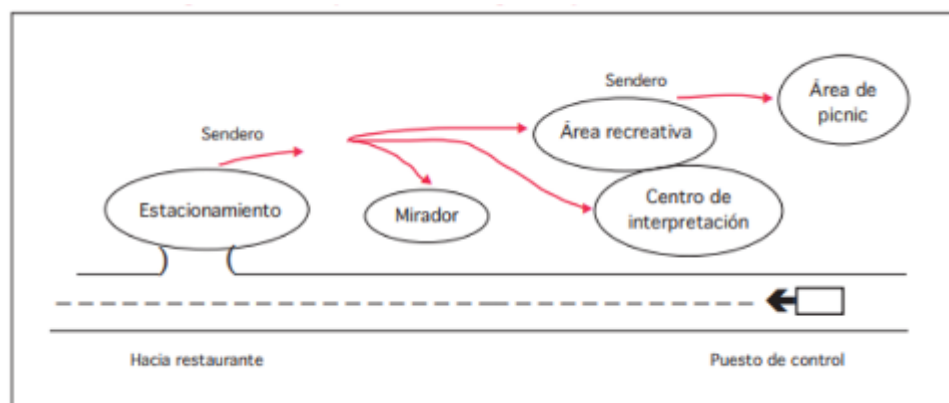 Sendero
Área de
picnic
Sendero
Área recreativa
Estacionamiento
Mirador
Centro de
interpretación
Hacia restaurante
Puesto de control